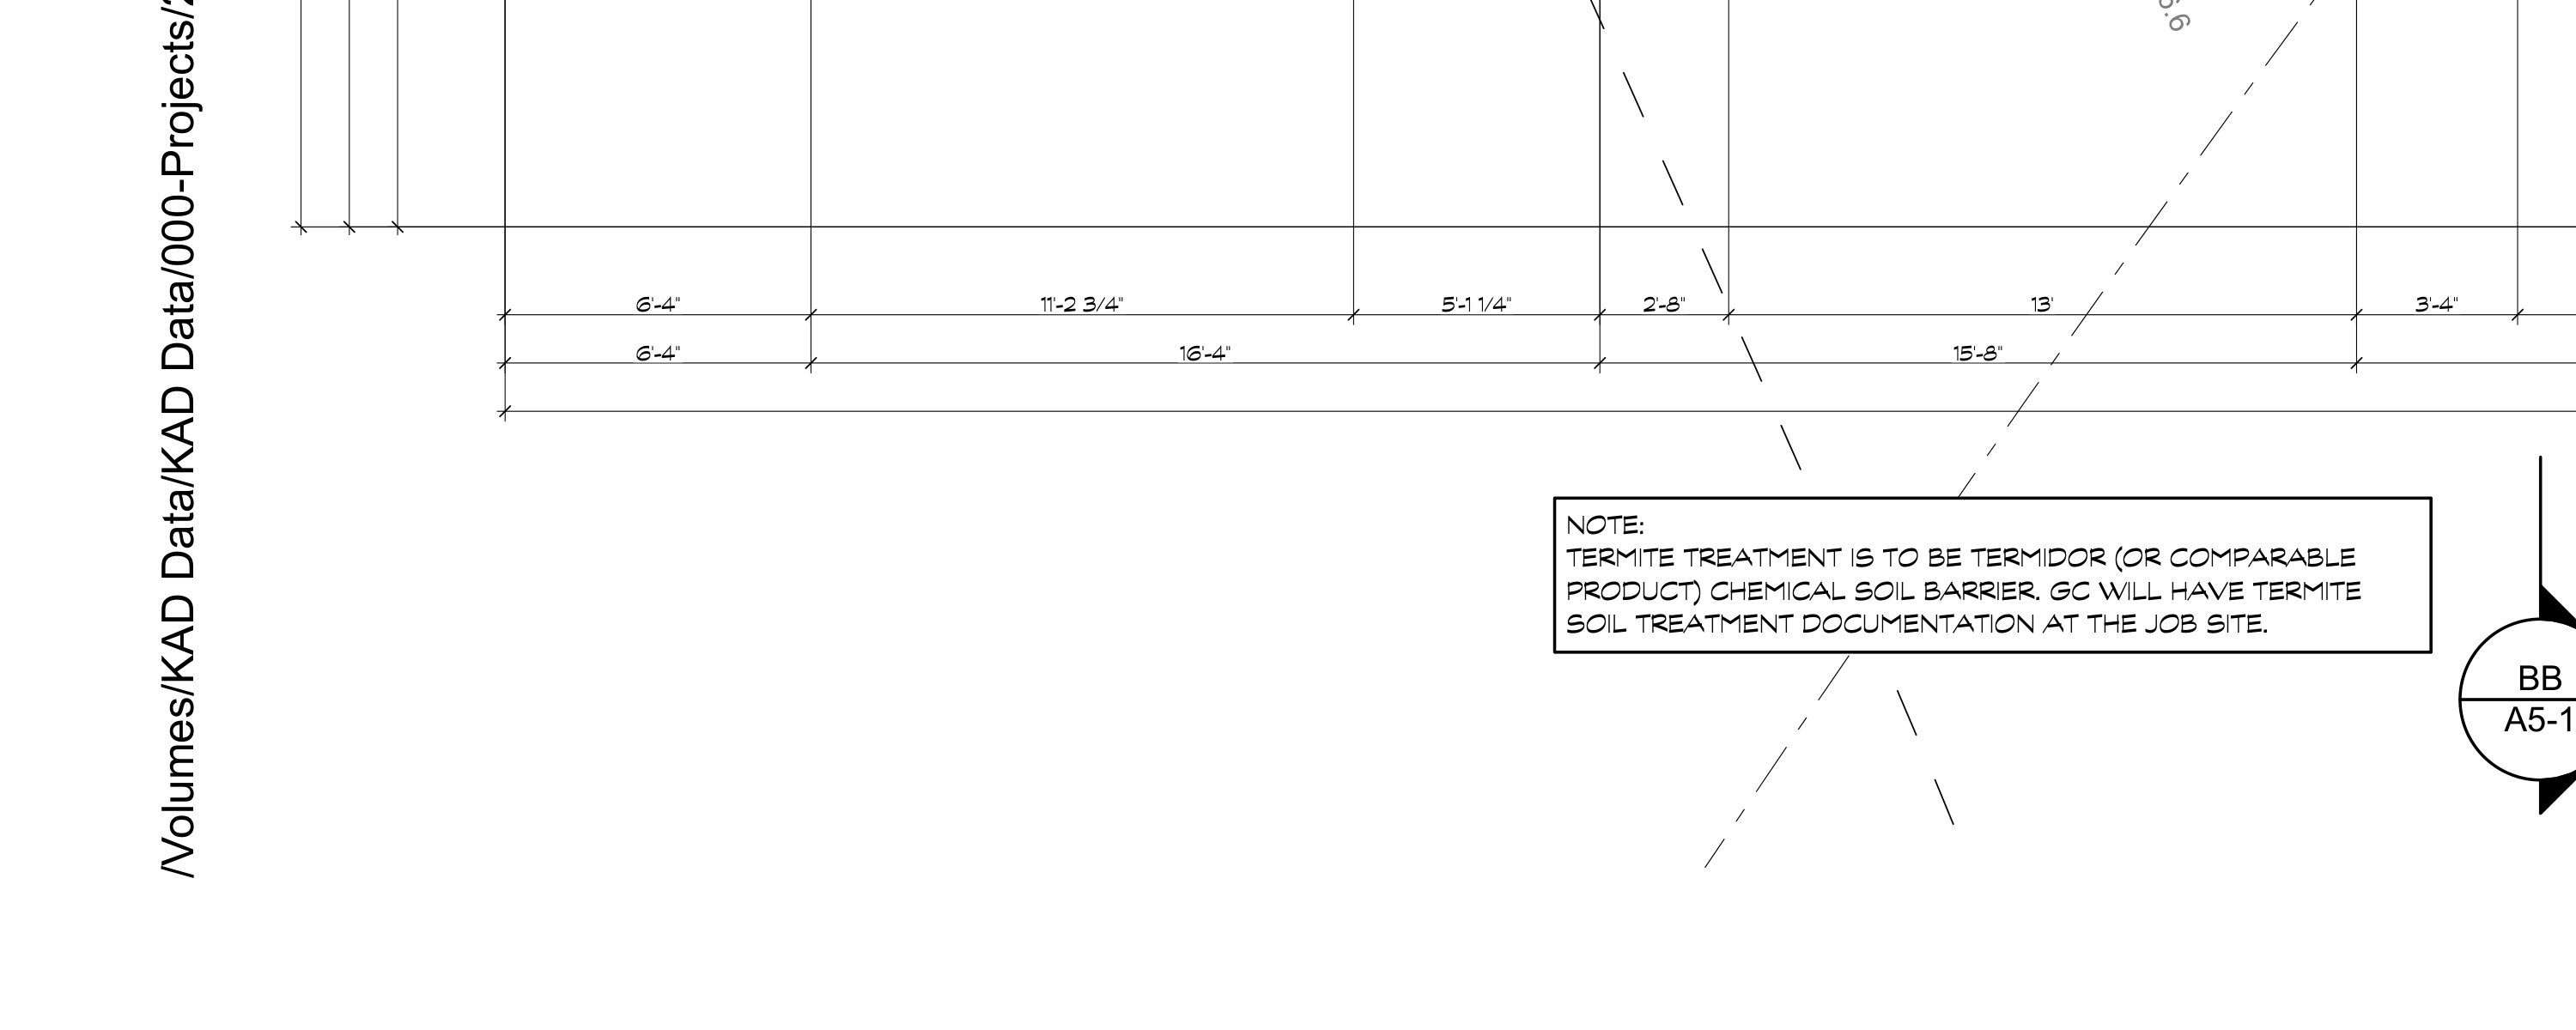 /Volumes/KAD Data/KAD Data/000-Projects/
6'-4" 11'-2 3/4" 5'-1 1/4" 2'-8" 13' 3'-4"
6'-4" 16'-4" 15'-8"
NOTE:
TERMITE TREATMENT IS TO BE TERMIDOR (OR COMPARABLE
PRODUCT) CHEMICAL SOIL BARRIER. GC WILL HAVE TERMITE
SOIL TREATMENT DOCUMENTATION AT THE JOB SITE.
BB
A5-1